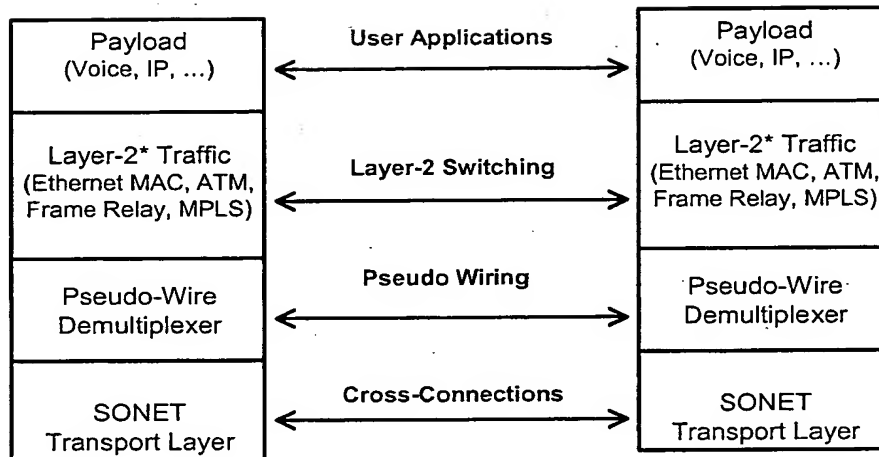 Payload
(Voice, IP, ...)
User Applications
Payload
(Voice, IP, ...)
Layer-2* Traffic
(Ethernet MAC, ATM,
Frame Relay, MPLS)
Layer-2 Switching
Layer-2* Traffic
(Ethernet MAC, ATM,
Frame Relay, MPLS)
Pseudo-Wire
Demultiplexer
Pseudo Wiring
Pseudo-Wire
Demultiplexer
SONET
Transport Layer
Cross-Connections
SONET
Transport Layer